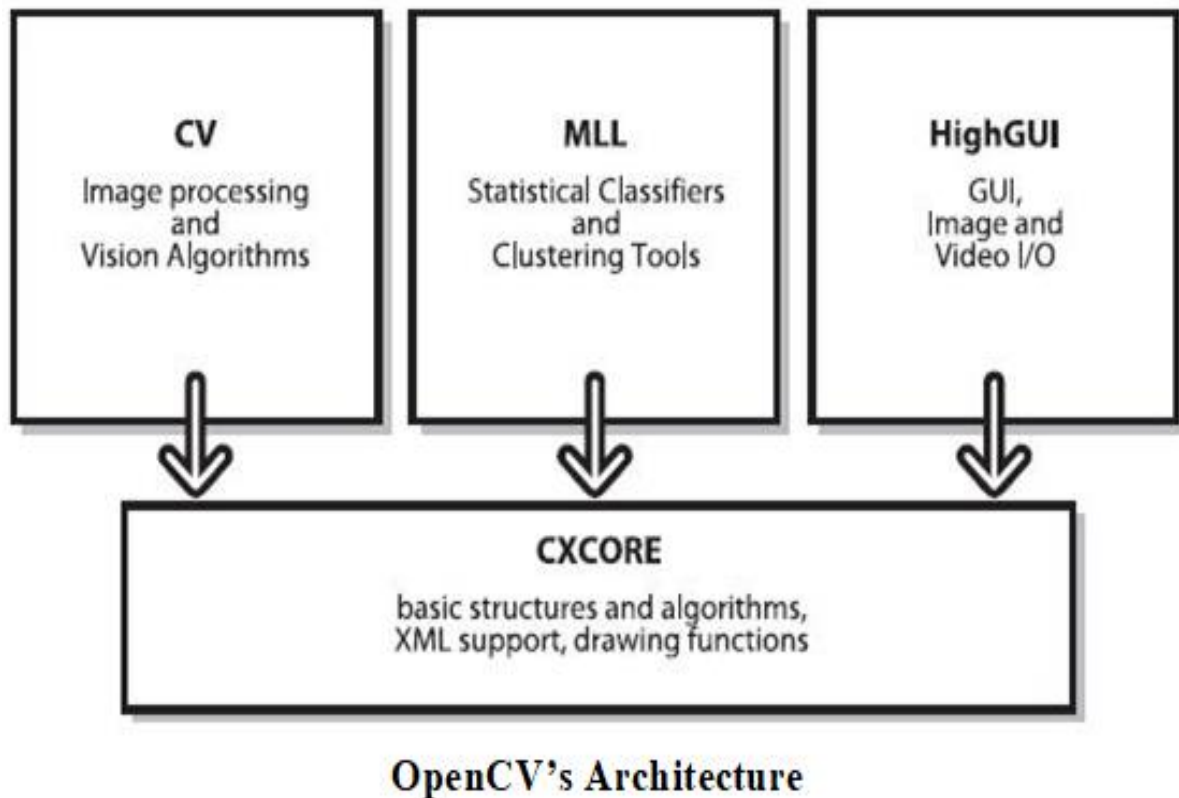 CV
Image processing
and
Vision Algorithms
MLL
Statistical Classifiers
and
Clustering Tools
HighGUI
GUI,
Image and
Video I/O
CXCORE
basic structures and algorithms,
XML support, drawing functions
OpenCV's Architecture